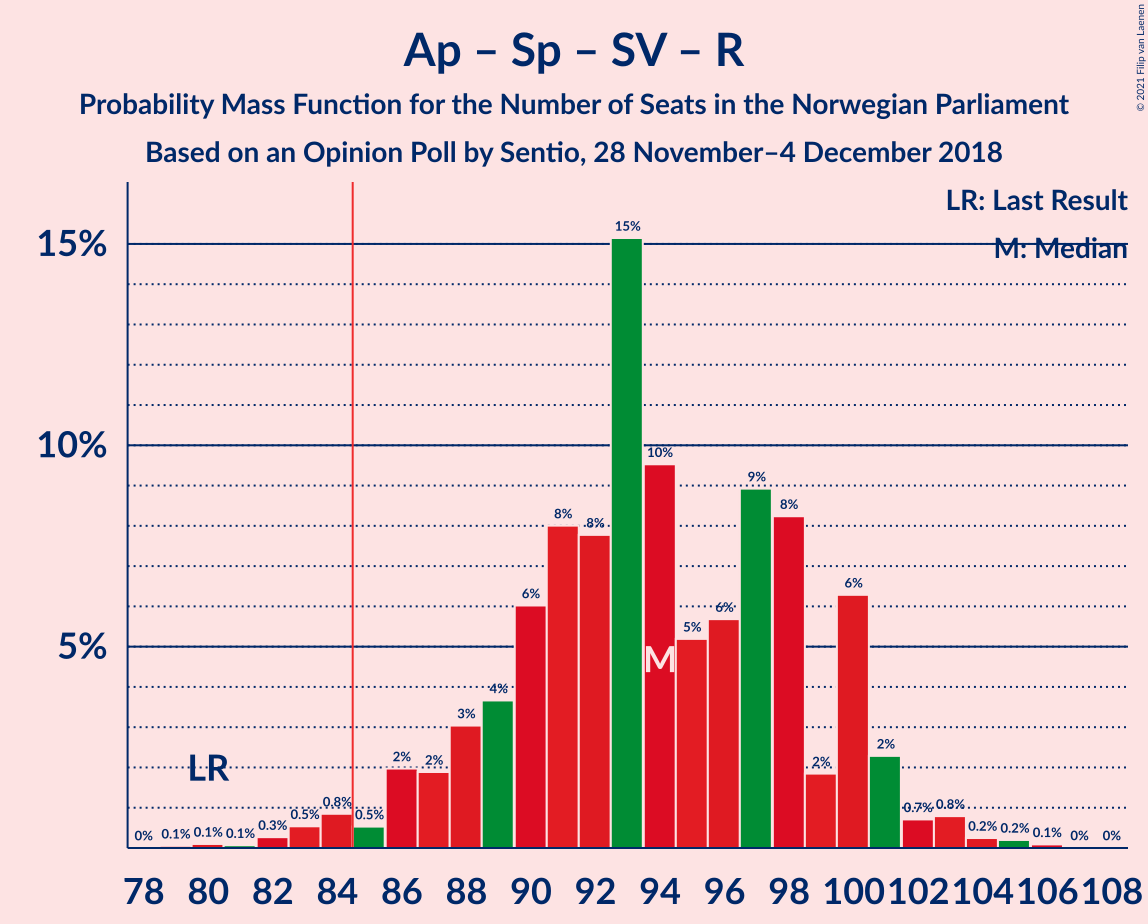 Ap – Sp – SV – R
Probability Mass Function for the Number of Seats in the Norwegian Parliament
Based on an Opinion Poll by Sentio, 28 November–4 December 2018
© 2021 Filip van Laenen
LR: Last Result
M: Median
15%
10%
5%
0% 0.1% 0.1% 0.1% 0.3% 0.5% 0.8% 0.5% 2% 2% 3% 4% 6% 8% 8% 15% 10% 5% 6% 9% 8% 2% 6% 2% 0.7% 0.8% 0.2% 0.2% 0.1% 0% 0%
M
LR
78 80 82 84 86 88 90 92 94 96 98 100 102 104 106 108